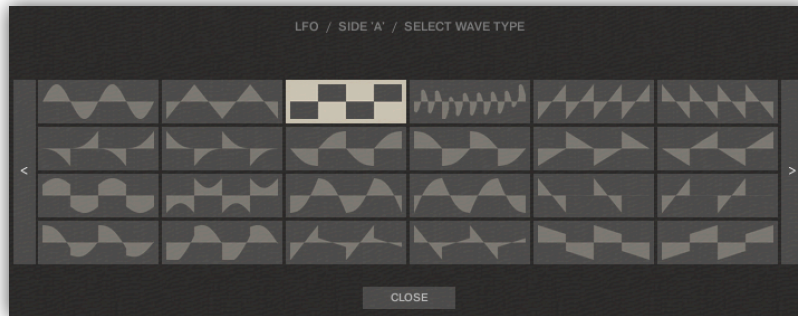 LFO / SIDE 'A' / SELECT WAVE TYPE
< >
CLOSE